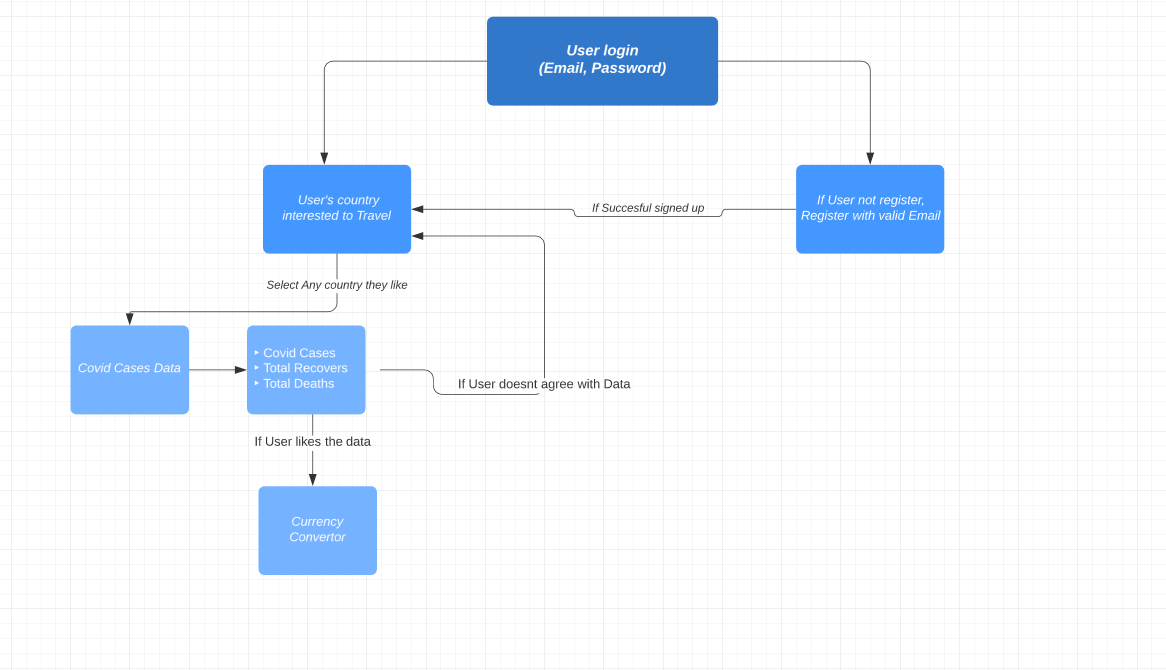 User login
(Email, Password)
User's country
interested to Travel
If Succesful signed up
If User not register,
Register with valid Email
Select Any country they like
Covid Cases Data
‣ Covid Cases
‣ Total Recovers
‣ Total Deaths
If User doesnt agree with Data
If User likes the data
Currency
Convertor